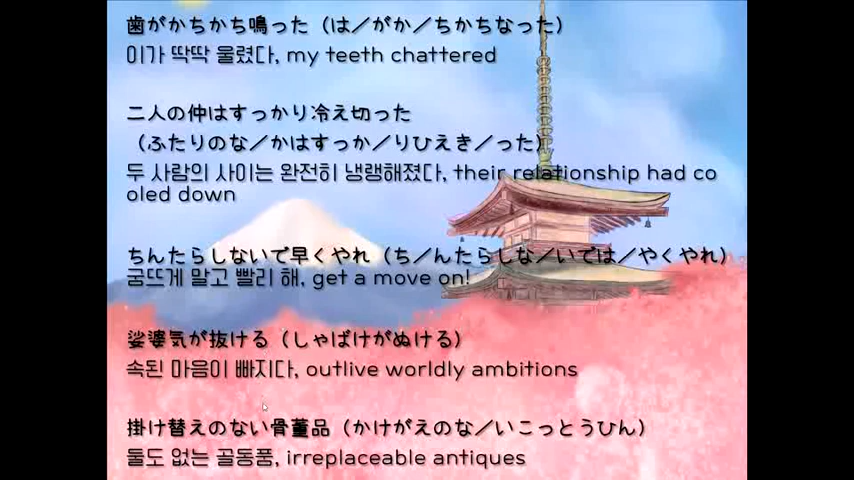 歯がかちかち鳴った（は／がか／ちかちなった）
이가 딱딱 울렸다, my teeth chattered
二人の仲はすっかり冷え切った
（ふたりのな／かはすっか／りひえき／った）
두 사람의 사이는 완전히 냉랭해졌다, their relationship had co
oled down
ちんたらしないで早くやれ（ち／んたらしな／いでは／やくやれ）
굼뜨게 말고 빨리 해, get a move on!
娑婆気が抜ける（しゃばけがぬける）
속된 마음이 빠지다, outlive worldly ambitions
掛け替えのない骨董品（かけがえのな／いこっとうひん）
둘도 없는 골동품, irreplaceable antiques